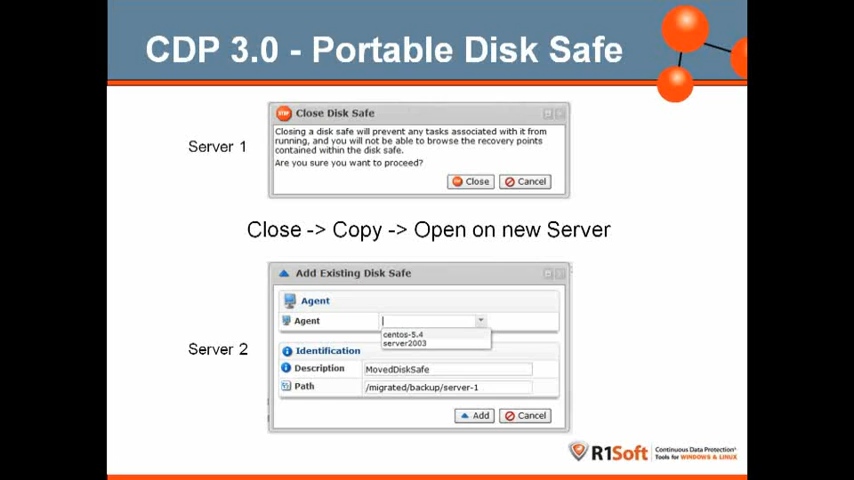 CDP 3.0 - Portable Disk Safe
Server 1
STOP Close Disk Safe
Closing a disk safe will prevent any tasks associated with it from
running, and you will not be able to browse the recovery points
contained within the disk safe.
Are you sure you want to proceed?
Close Cancel
Close -> Copy -> Open on new Server
Server 2
Add Existing Disk Safe
Agent
Agent
centos-5.4
server2003
Identification
Description MovedDiskSafe
Path /migrated/backup/server-1
Add Cancel
R1Soft
Continuous Data Protection®
Tools for WINDOWS & LINUX